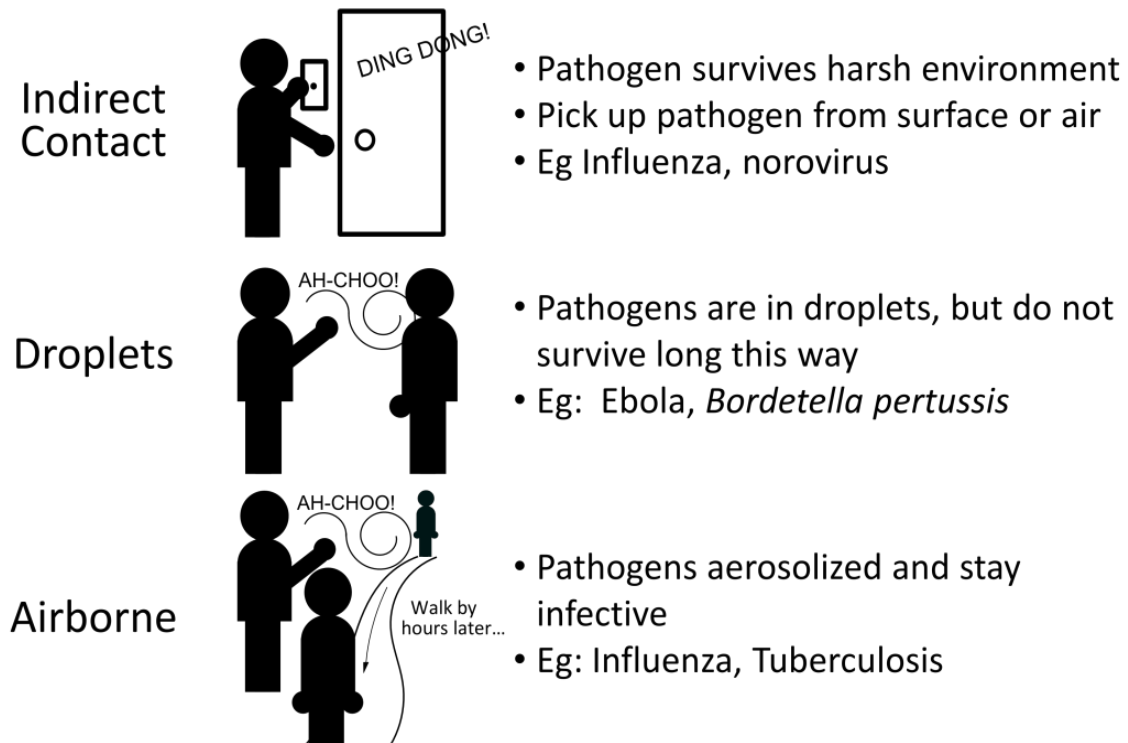 Indirect
Contact
DING DONG!
• Pathogen survives harsh environment
• Pick up pathogen from surface or air
• Eg Influenza, norovirus
Droplets
AH-CHOO!
• Pathogens are in droplets, but do not
survive long this way
• Eg:  Ebola, Bordetella pertussis
Airborne
AH-CHOO!
Walk by
hours later...
• Pathogens aerosolized and stay
infective
• Eg: Influenza, Tuberculosis